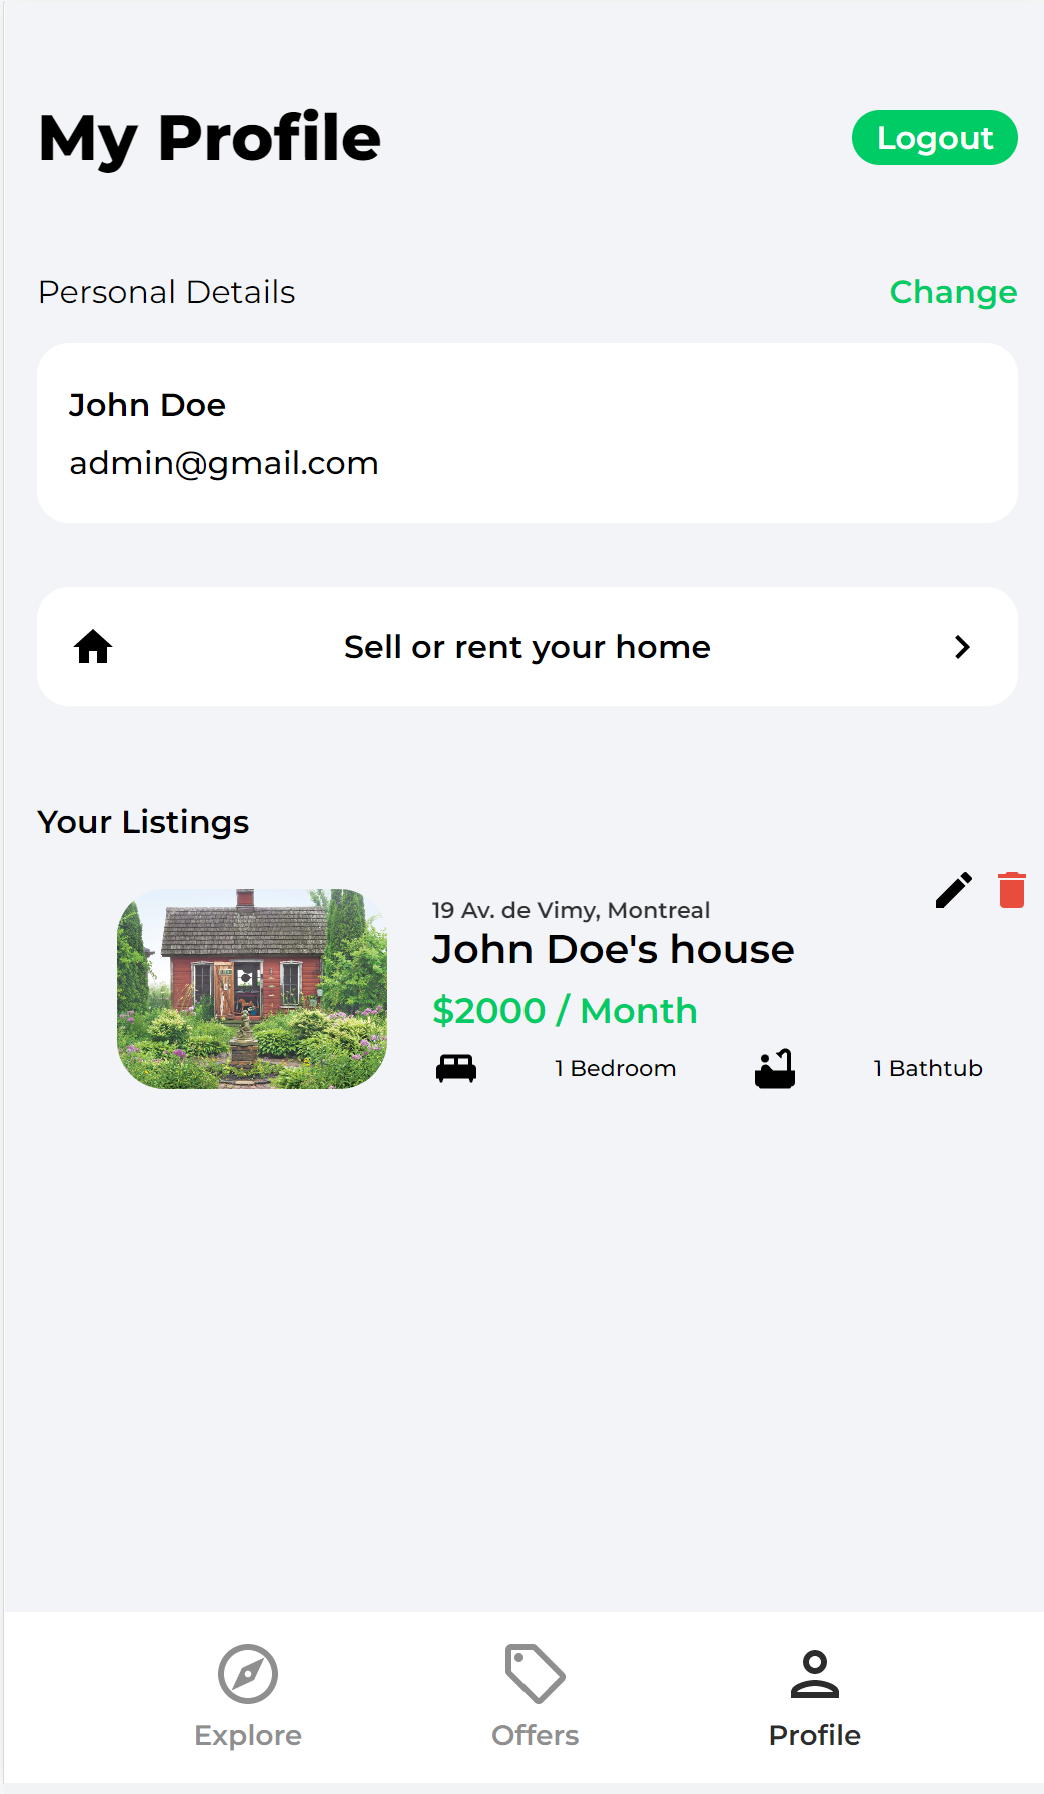 My Profile
Logout
Personal Details
Change
John Doe
admin@gmail.com
Sell or rent your home
Your Listings
19 Av. de Vimy, Montreal
John Doe's house
$2000 / Month
1 Bedroom
1 Bathtub
Explore
Offers
Profile